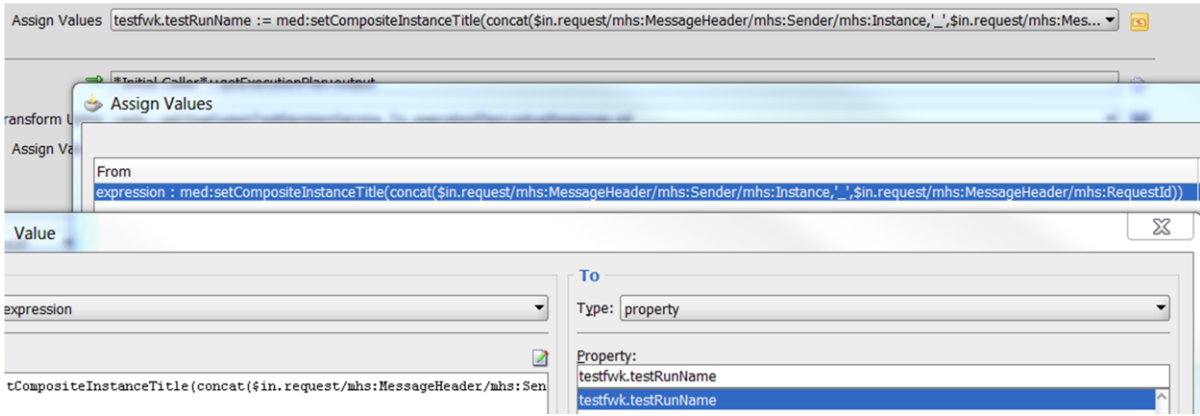 Assign Values testfwk.testRunName := med:setCompositeInstanceTitle(concat($in.request/mhs:MessageHeader/mhs:Sender/mhs:Instance,'_',$in.request/mhs:Mes...
ransform U
Assign Va
Assign Values
From
expression : med:setCompositeInstanceTitle(concat($in.request/mhs:MessageHeader/mhs:Sender/mhs:Instance,'_',$in.request/mhs:MessageHeader/mhs:RequestId))
Value
To
expression
Type: property
Property:
testfwk.testRunName
tCompositeInstanceTitle(concat($in.request/mhs:MessageHeader/mhs:Sen
testfwk.testRunName